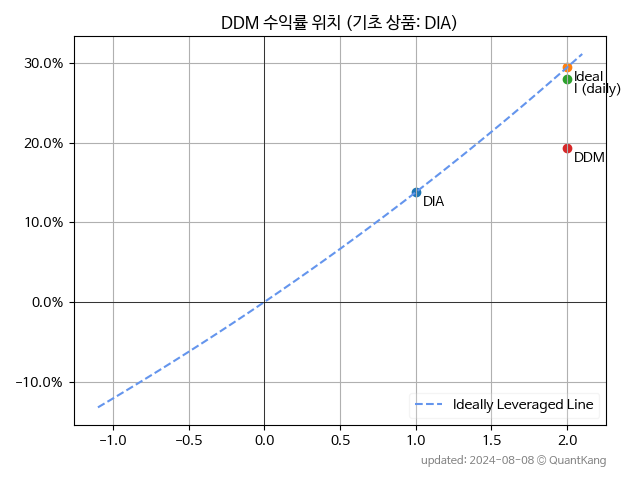 DDM 수익률 위치 (기초 상품: DIA)
30.0%
20.0%
10.0%
0.0%
−10.0%
Ideal
I (daily)
DDM
DIA
Ideally Leveraged Line
−1.0 −0.5 0.0 0.5 1.0 1.5 2.0
updated: 2024-08-08 © QuantKang